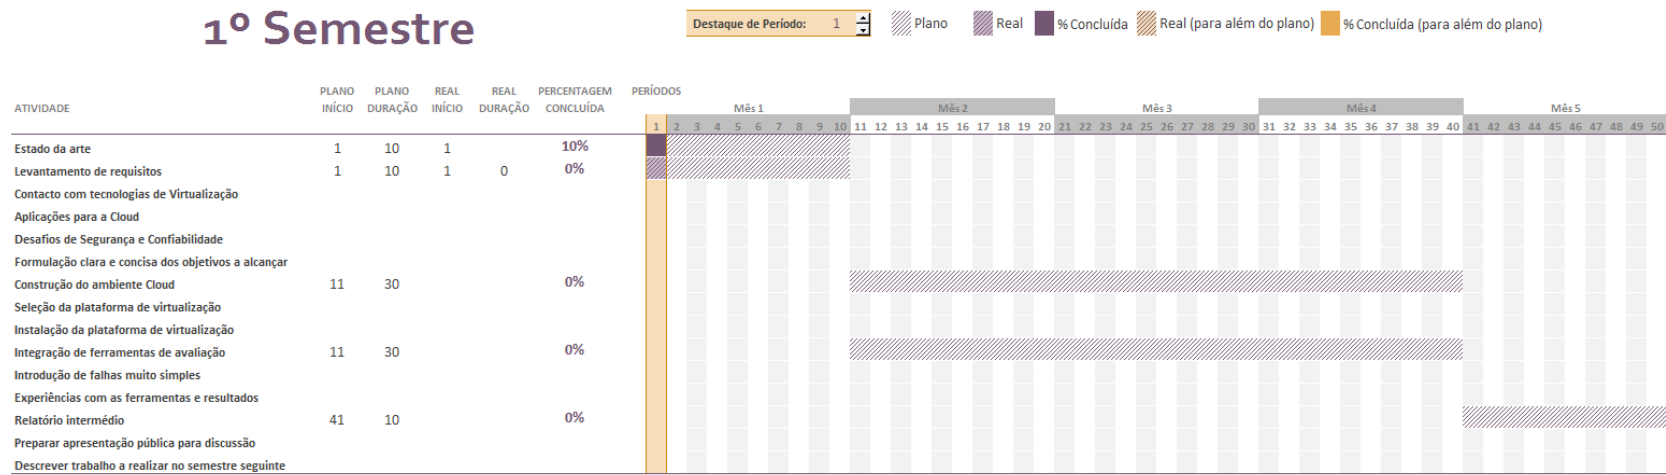 1º Semestre
Destaque de Período: 1 Plano Real % Concluída Real (para além do plano) % Concluída (para além do plano)
PLANO PLANO REAL REAL PERCENTAGEM PERÍODOS
ATIVIDADE INÍCIO DURAÇÃO INÍCIO DURAÇÃO CONCLUÍDA Mês 1 Mês 2 Mês 3 Mês 4 Mês 5
1 2 3 4 5 6 7 8 9 10 11 12 13 14 15 16 17 18 19 20 21 22 23 24 25 26 27 28 29 30 31 32 33 34 35 36 37 38 39 40 41 42 43 44 45 46 47 48 49 50
Estado da arte 1 10 1 10%
Levantamento de requisitos 1 10 1 0 0%
Contacto com tecnologias de Virtualização
Aplicações para a Cloud
Desafios de Segurança e Confiabilidade
Formulação clara e concisa dos objetivos a alcançar
Construção do ambiente Cloud 11 30 0%
Seleção da plataforma de virtualização
Instalação da plataforma de virtualização
Integração de ferramentas de avaliação 11 30 0%
Introdução de falhas muito simples
Experiências com as ferramentas e resultados
Relatório intermédio 41 10 0%
Preparar apresentação pública para discussão
Descrever trabalho a realizar no semestre seguinte